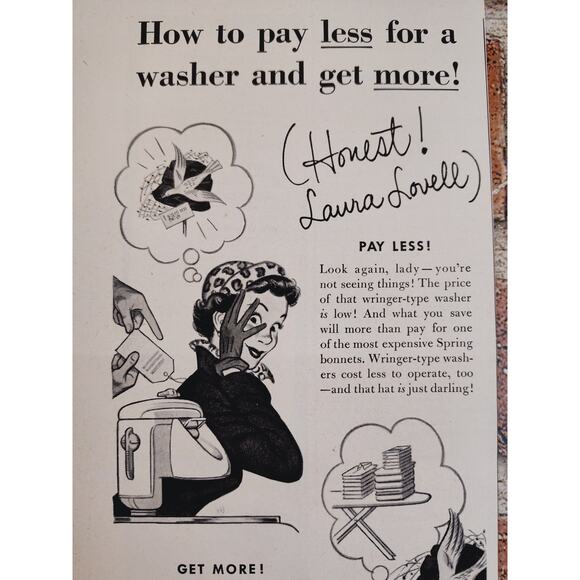 How to pay less for a
washer and get more!
(Honest!
Laura Lovell)
PAY LESS!
Look again, lady—you're
not seeing things! The price
of that wringer-type washer
is low! And what you save
will more than pay for one
of the most expensive Spring
bonnets. Wringer-type wash-
ers cost less to operate, too
—and that hat is just darling!
GET MORE!